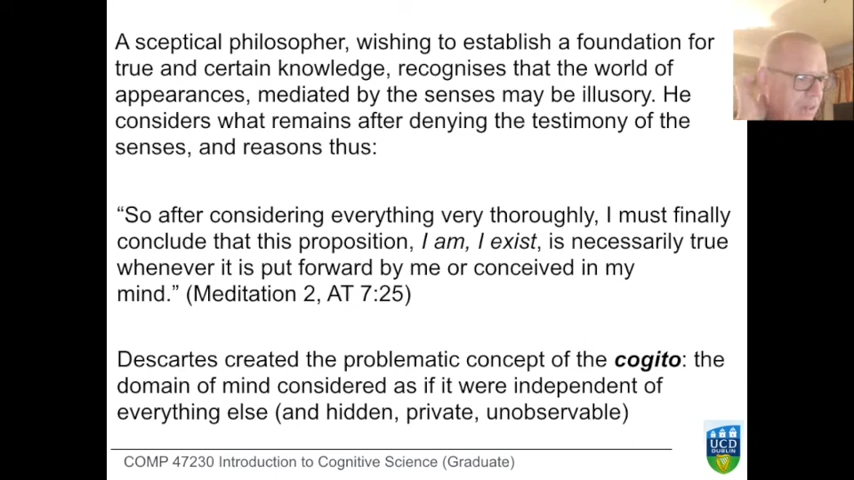 A sceptical philosopher, wishing to establish a foundation for
true and certain knowledge, recognises that the world of
appearances, mediated by the senses may be illusory. He
considers what remains after denying the testimony of the
senses, and reasons thus:
“So after considering everything very thoroughly, I must finally
conclude that this proposition, I am, I exist, is necessarily true
whenever it is put forward by me or conceived in my
mind.” (Meditation 2, AT 7:25)
Descartes created the problematic concept of the cogito: the
domain of mind considered as if it were independent of
everything else (and hidden, private, unobservable)
COMP 47230 Introduction to Cognitive Science (Graduate)
UCD
DUBLIN